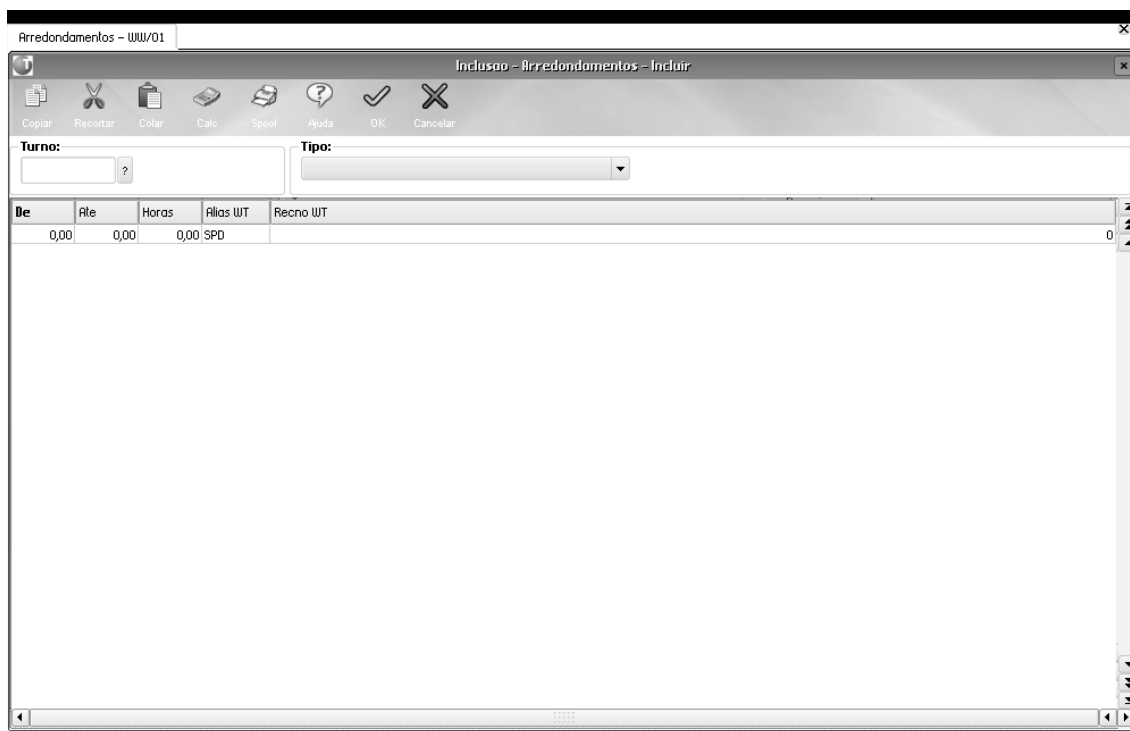 Arredondamentos - WW/01
Inclusao - Arredondamentos - Incluir
Copiar Recortar Colar Calc Spool Ajuda OK Cancelar
Turno: Tipo:
?
De Ate Horas Alias WT Recno WT
0,00 0,00 0,00 SPD 0